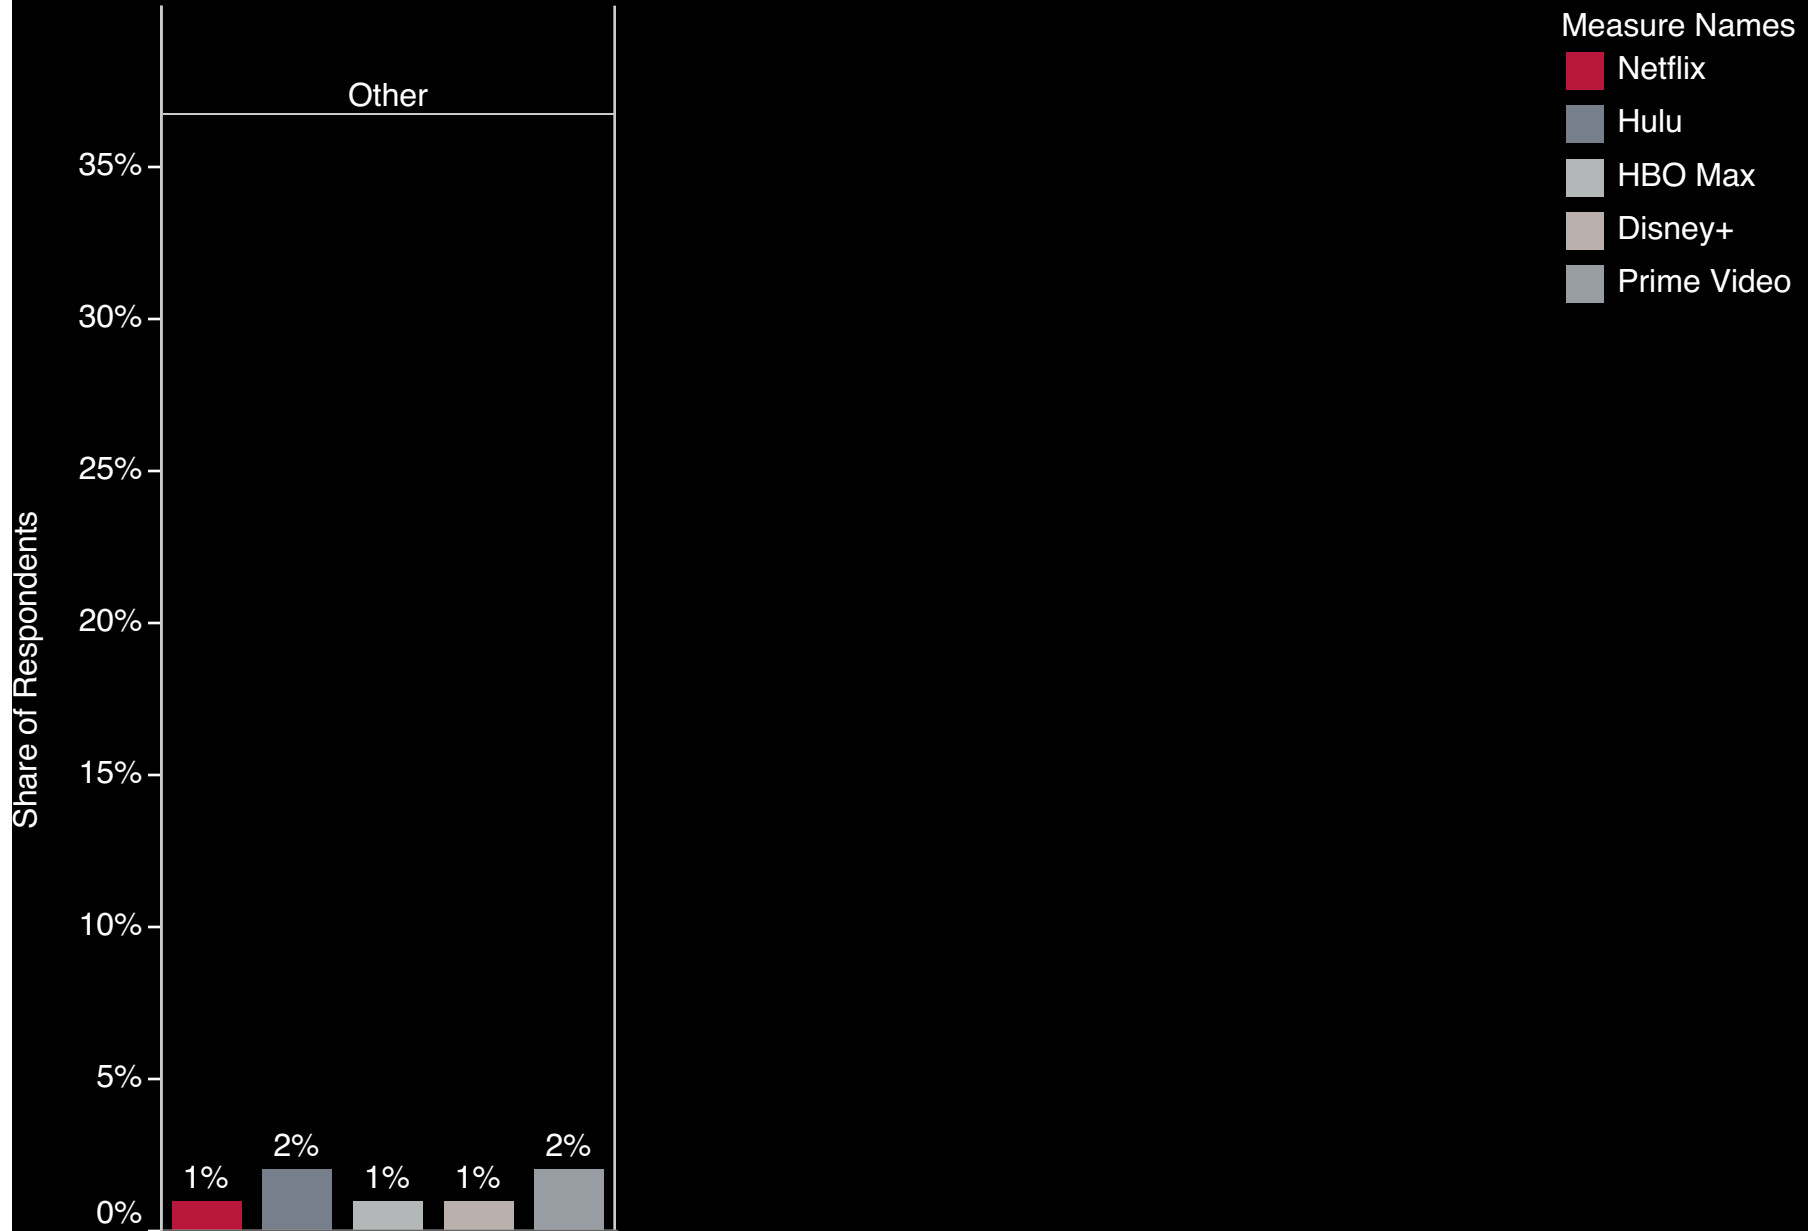 Measure Names
Netflix
Hulu
HBO Max
Disney+
Prime Video
Other
35%
30%
25%
20%
15%
10%
5%
0%
Share of Respondents
1%
2%
1%
1%
2%